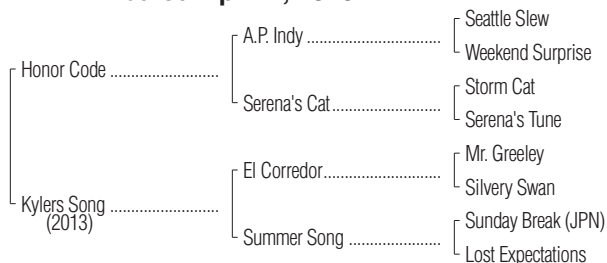 Seattle Slew
A.P. Indy
Weekend Surprise
Honor Code
Storm Cat
Serena's Cat
Serena's Tune
Mr. Greeley
El Corredor
Silvery Swan
Kylers Song
(2013)
Sunday Break (JPN)
Summer Song
Lost Expectations